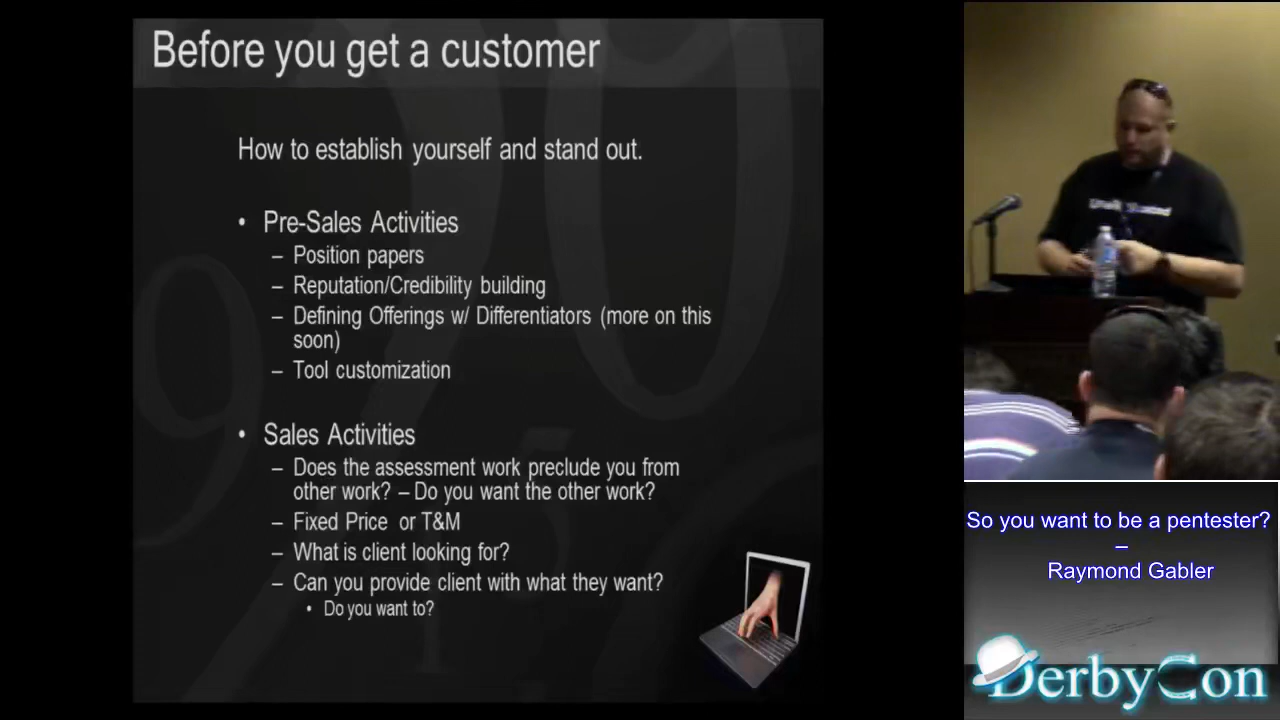 Before you get a customer
How to establish yourself and stand out.
• Pre-Sales Activities
– Position papers
– Reputation/Credibility building
– Defining Offerings w/ Differentiators (more on this
soon)
– Tool customization
• Sales Activities
– Does the assessment work preclude you from
other work? – Do you want the other work?
– Fixed Price or T&M
– What is client looking for?
– Can you provide client with what they want?
• Do you want to?
So you want to be a pentester?
–
Raymond Gabler
DerbyCon